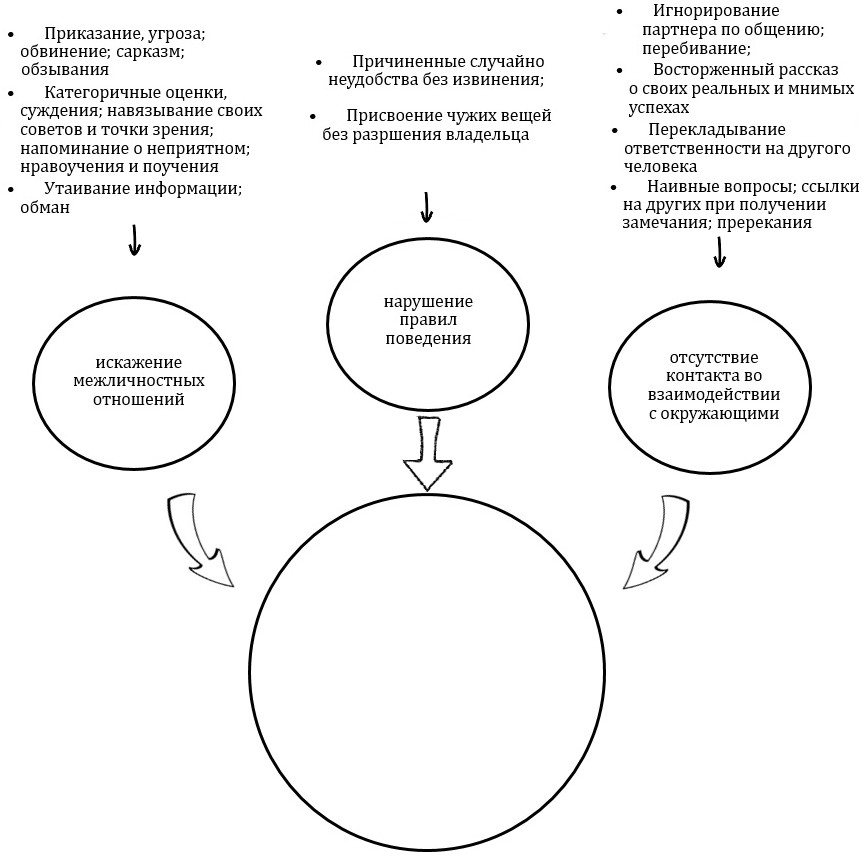 • Приказание, угроза;
обвинение; сарказм;
обзывания
• Категоричные оценки,
суждения; навязывание своих
советов и точки зрения;
напоминание о неприятном;
нравоучения и поучения
• Утаивание информации;
обман
• Причиненные случайно
неудобства без извинения;
• Присвоение чужих вещей
без разршения владельца
• Игнорирование
партнера по общению;
перебивание;
• Восторженный рассказ
о своих реальных и мнимых
успехах
• Перекладывание
ответственности на другого
человека
• Наивные вопросы; ссылки
на других при получении
замечания; пререкания
искажение
межличностных
отношений
нарушение
правил
поведения
отсутствие
контакта во
взаимодействии
с окружающими